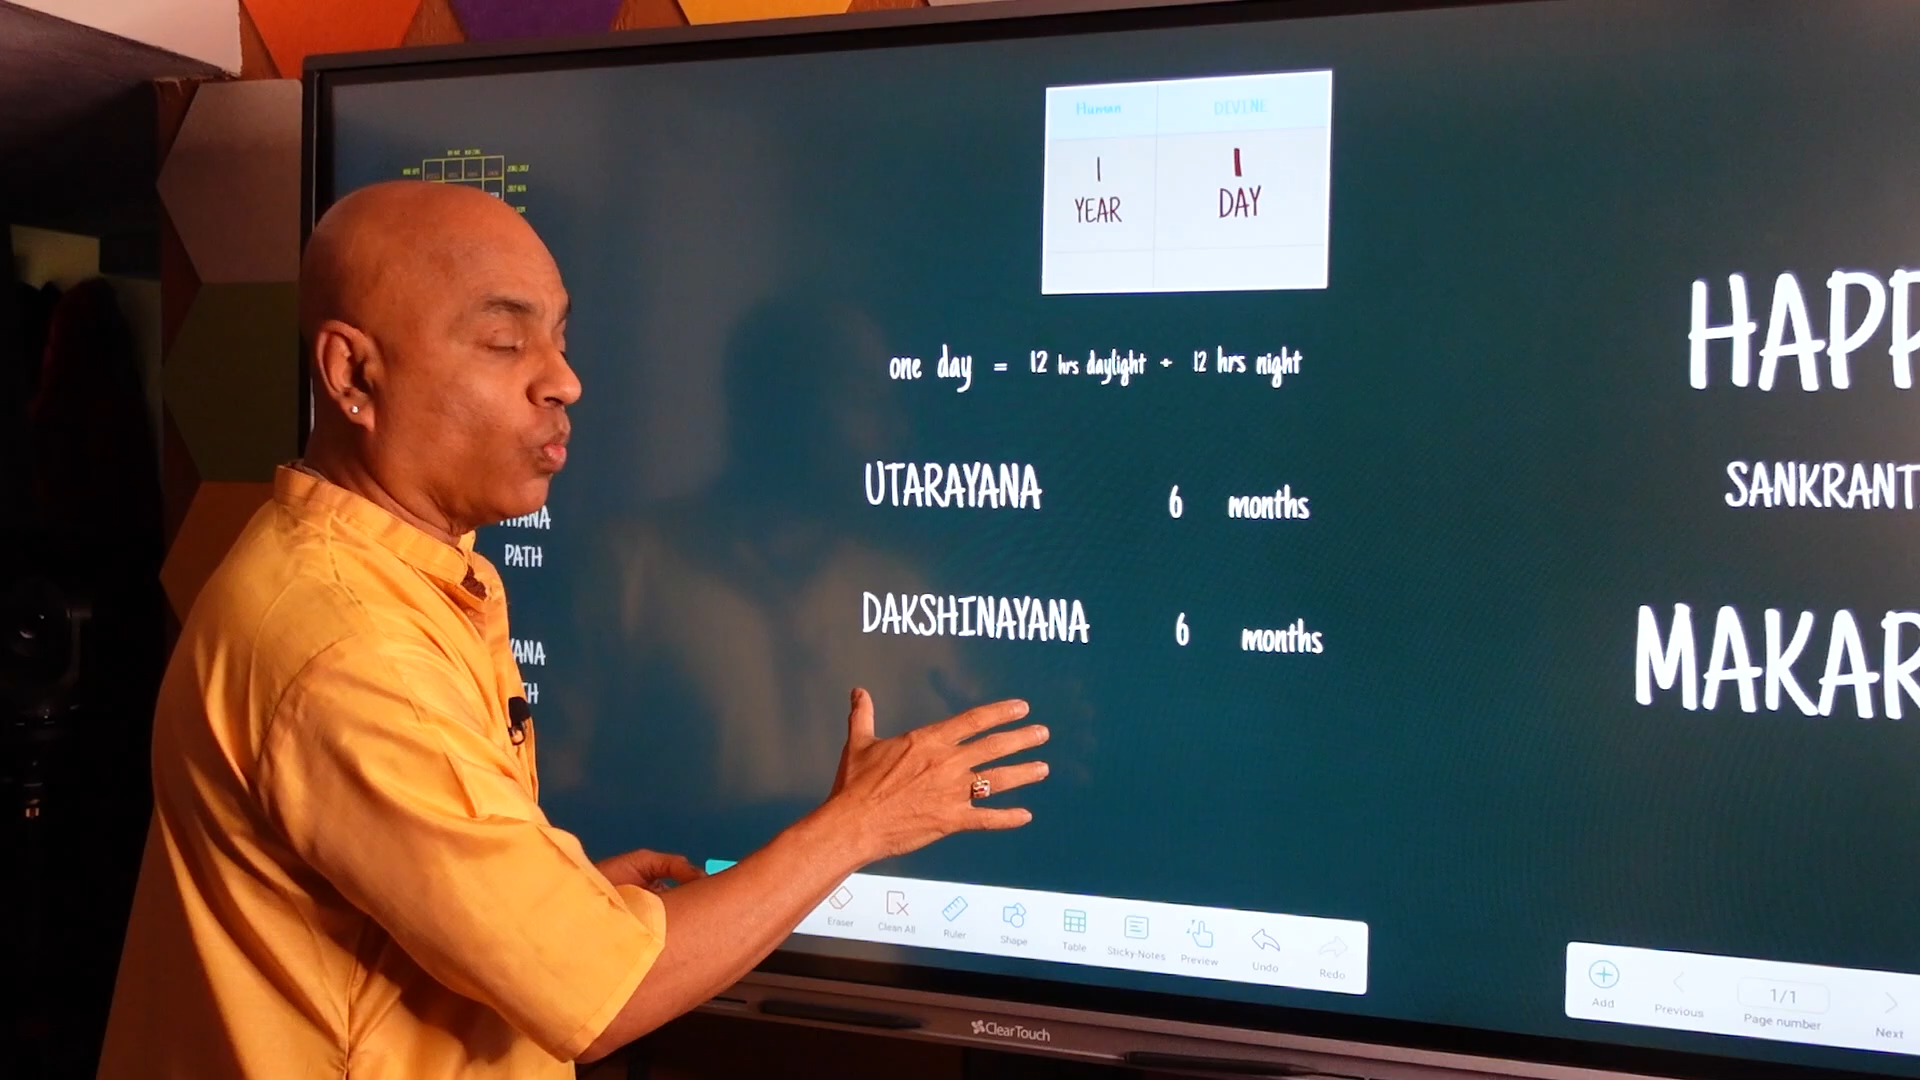 Human DIVINE
1 1
YEAR DAY
one day = 12 hrs daylight + 12 hrs night
UTARAYANA 6 months
DAKSHINAYANA 6 months
PATH
HAPP
SANKRANT
MAKAR
Eraser Clean All Ruler Shape Table Sticky Notes Preview Undo Redo
Add Previous 1/1 Page number Next
ClearTouch